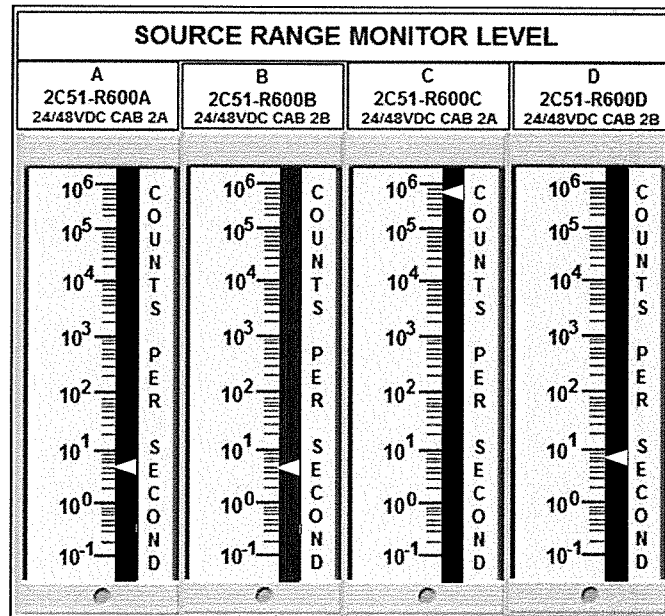 SOURCE RANGE MONITOR LEVEL
A
2C51-R600A
24/48VDC CAB 2A
B
2C51-R600B
24/48VDC CAB 2B
C
2C51-R600C
24/48VDC CAB 2A
D
2C51-R600D
24/48VDC CAB 2B
10⁶
10⁵
10⁴
10³
10²
10¹
10⁰
10⁻¹
COUNTS PER SECOND
10⁶
10⁵
10⁴
10³
10²
10¹
10⁰
10⁻¹
COUNTS PER SECOND
10⁶
10⁵
10⁴
10³
10²
10¹
10⁰
10⁻¹
COUNTS PER SECOND
10⁶
10⁵
10⁴
10³
10²
10¹
10⁰
10⁻¹
COUNTS PER SECOND